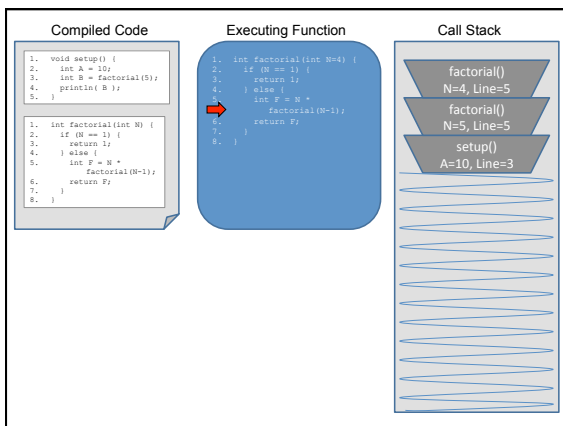 Compiled Code
1. void setup() {
2. int A = 10;
3. int B = factorial(5);
4. println( B );
5. }
1. int factorial(int N) {
2. if (N == 1) {
3. return 1;
4. } else {
5. int F = N *
factorial(N-1);
6. return F;
7. }
8. }
Executing Function
1. int factorial(int N=4) {
2. if (N == 1) {
3. return 1;
4. } else {
5. int F = N *
factorial(N-1);
6. return F;
7. }
8. }
Call Stack
factorial()
N=4, Line=5
factorial()
N=5, Line=5
setup()
A=10, Line=3